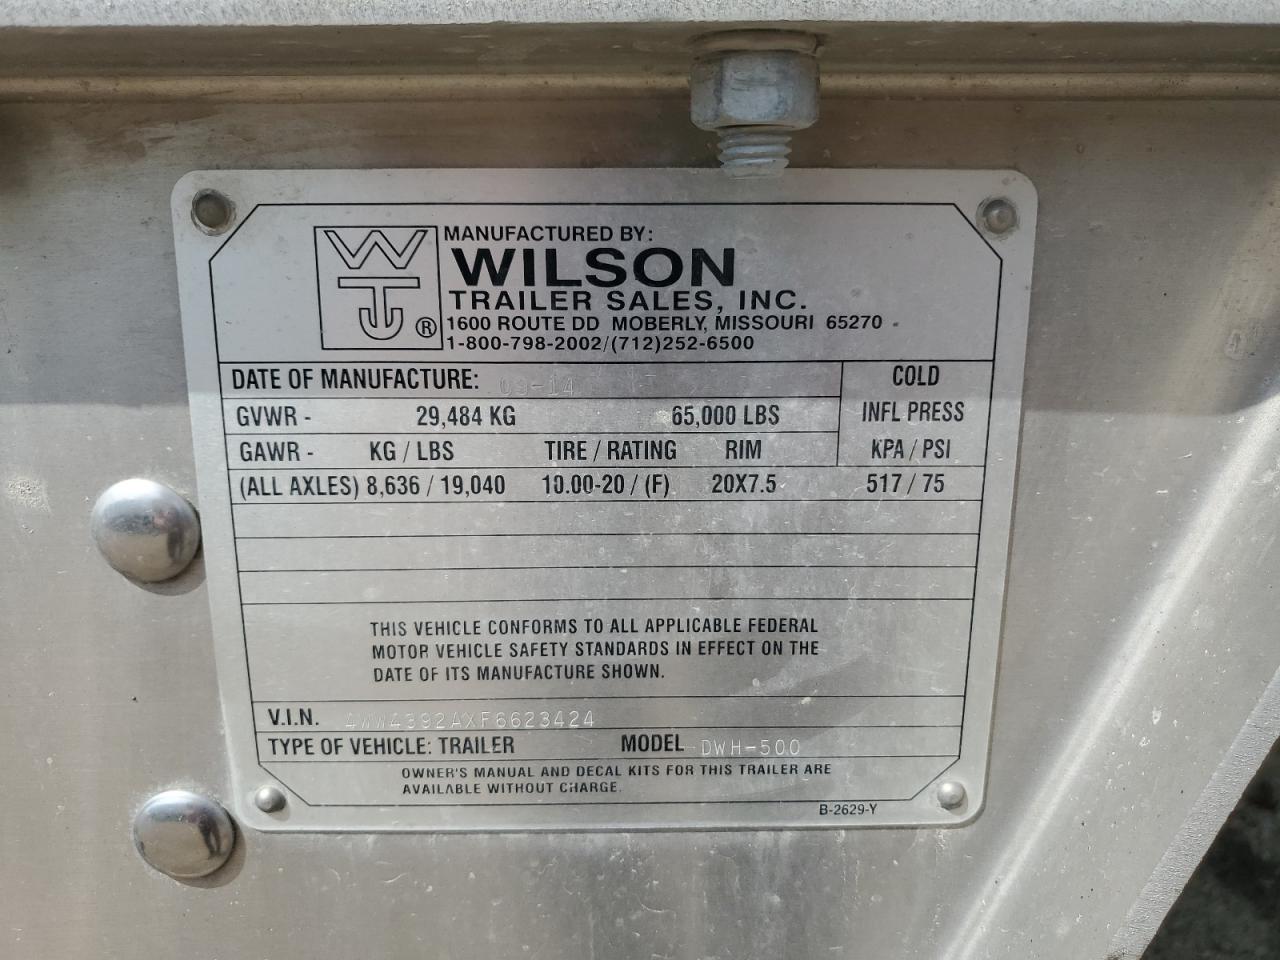 WTJ ®
MANUFACTURED BY:
WILSON
TRAILER SALES, INC.
1600 ROUTE DD MOBERLY, MISSOURI 65270
1-800-798-2002/(712)252-6500
DATE OF MANUFACTURE: 09-14
COLD
GVWR - 29,484 KG 65,000 LBS INFL PRESS
GAWR - KG / LBS TIRE / RATING RIM KPA / PSI
(ALL AXLES) 8,636 / 19,040 10.00-20 / (F) 20X7.5 517 / 75
THIS VEHICLE CONFORMS TO ALL APPLICABLE FEDERAL
MOTOR VEHICLE SAFETY STANDARDS IN EFFECT ON THE
DATE OF ITS MANUFACTURE SHOWN.
V.I.N. 4WW4392AXF6623424
TYPE OF VEHICLE: TRAILER MODEL DWH-500
OWNER'S MANUAL AND DECAL KITS FOR THIS TRAILER ARE
AVAILABLE WITHOUT CHARGE.
B-2629-Y